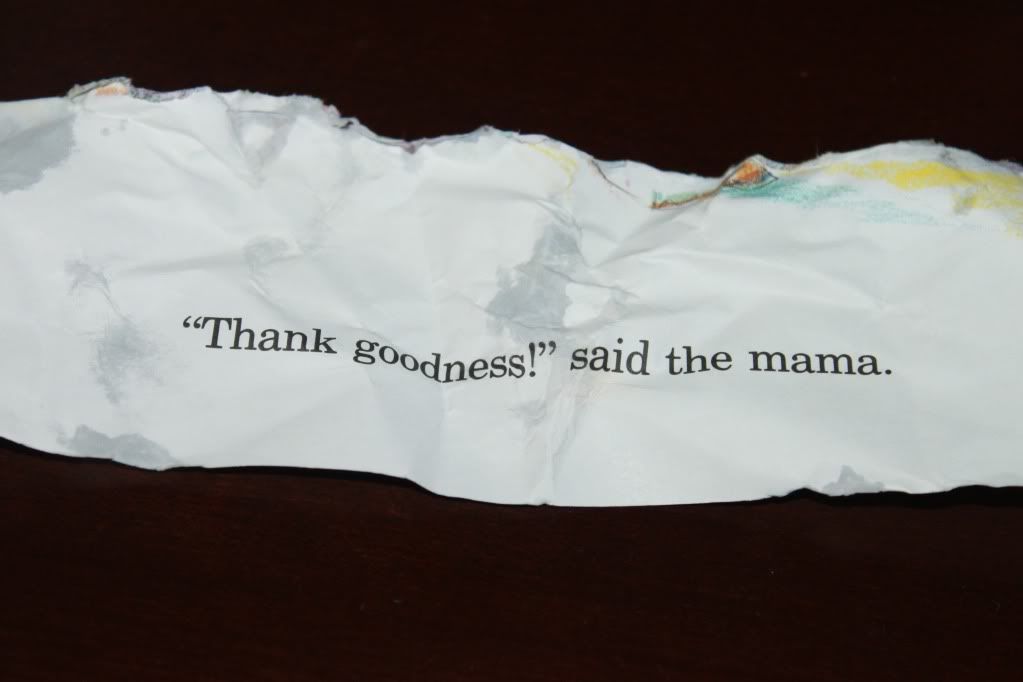 “Thank goodness!” said the mama.